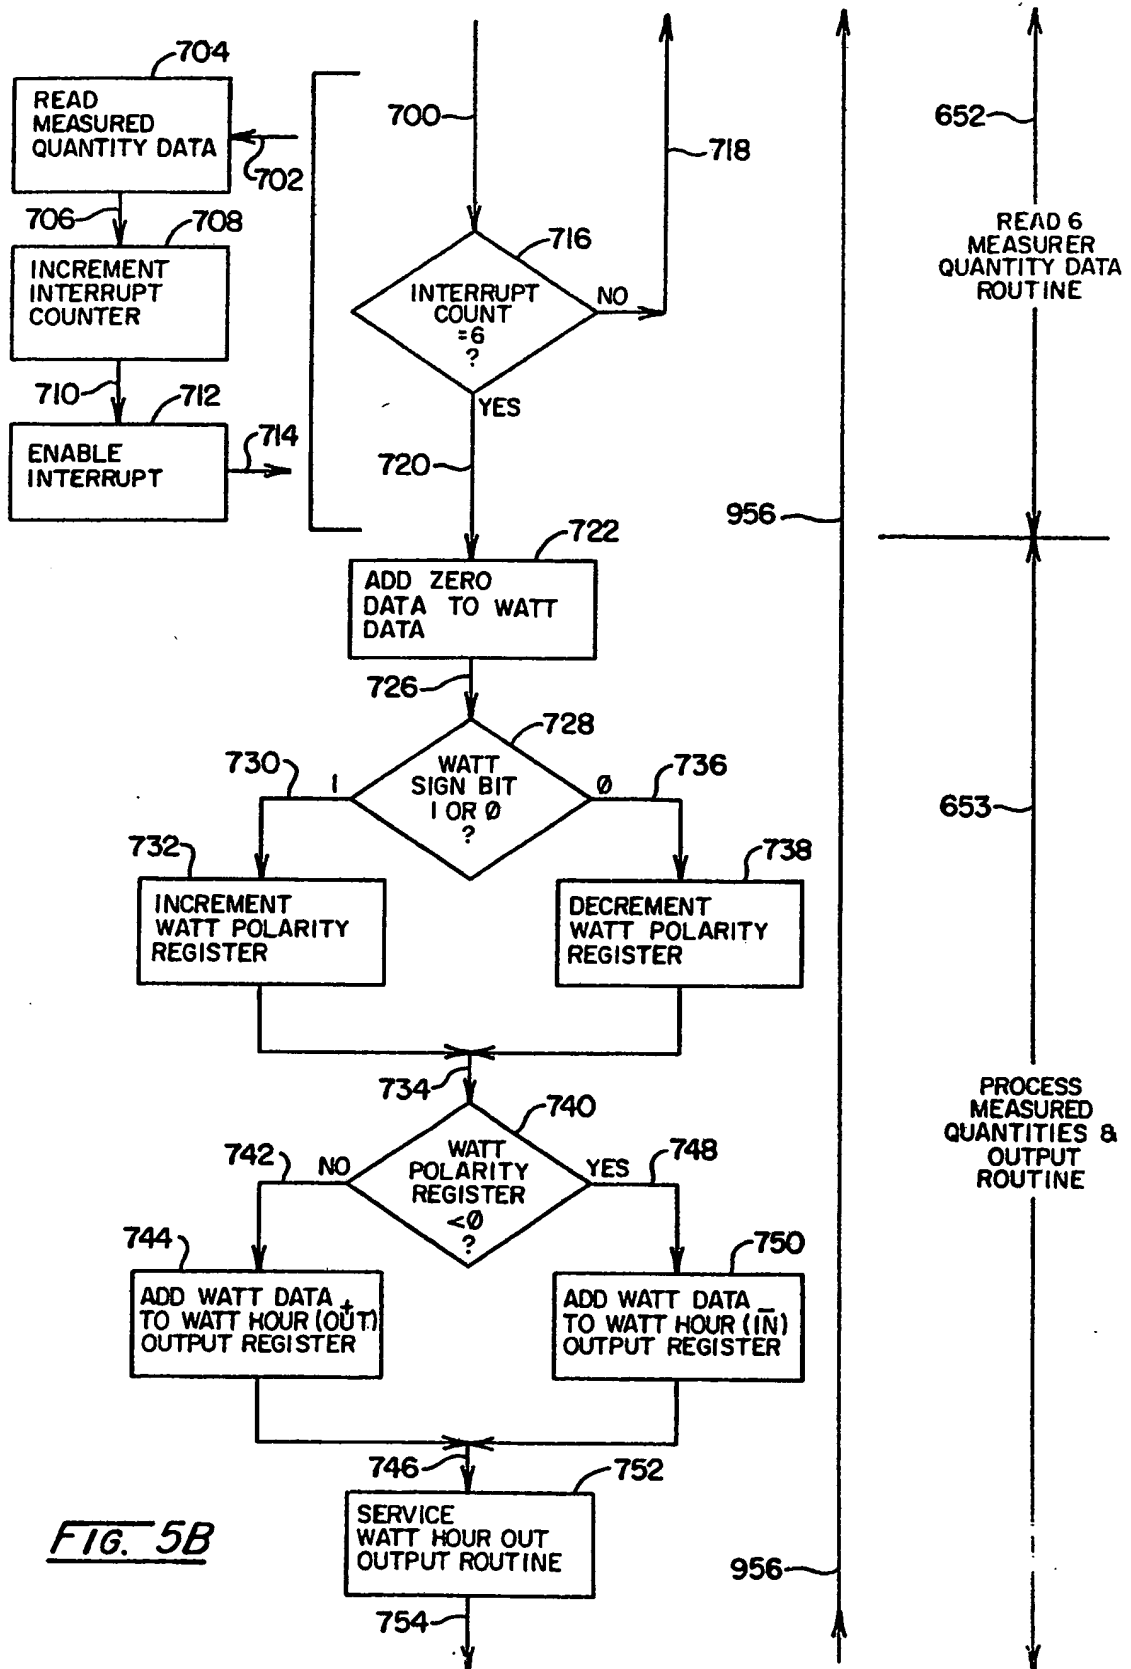 704
READ
MEASURED
QUANTITY DATA
702
706
708
INCREMENT
INTERRUPT
COUNTER
710
712
ENABLE
INTERRUPT
714
700
718
716
INTERRUPT
COUNT
=6
?
NO
YES
720
722
ADD ZERO
DATA TO WATT
DATA
726
728
WATT
SIGN BIT
1 OR Ø
?
730
1
Ø
736
732
INCREMENT
WATT POLARITY
REGISTER
738
DECREMENT
WATT POLARITY
REGISTER
734
740
WATT
POLARITY
REGISTER
<Ø
?
742
NO
YES
748
744
ADD WATT DATA
+
TO WATT HOUR (OUT)
OUTPUT REGISTER
750
ADD WATT DATA
−
TO WATT HOUR (IN)
OUTPUT REGISTER
746
752
SERVICE
WATT HOUR OUT
OUTPUT ROUTINE
754
956
956
652
READ 6
MEASURER
QUANTITY DATA
ROUTINE
653
PROCESS
MEASURED
QUANTITIES &
OUTPUT
ROUTINE
FIG. 5B